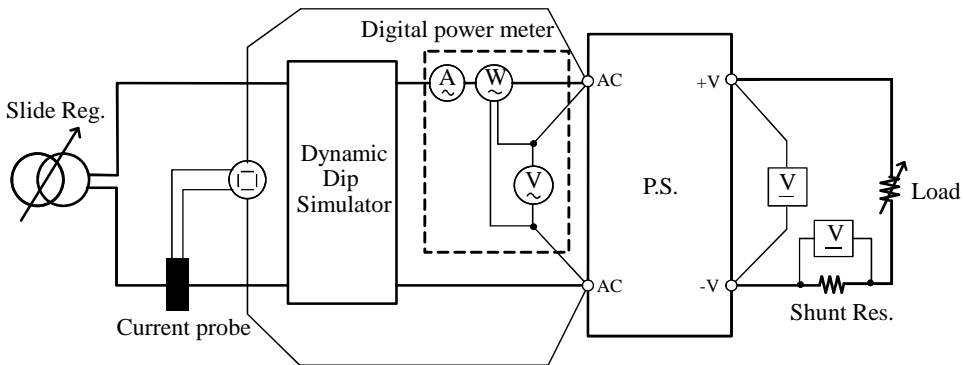 Digital power meter
A
W
AC
+V
Slide Reg.
Dynamic
Dip
Simulator
V
P.S.
V
Load
V
AC
-V
Current probe
Shunt Res.